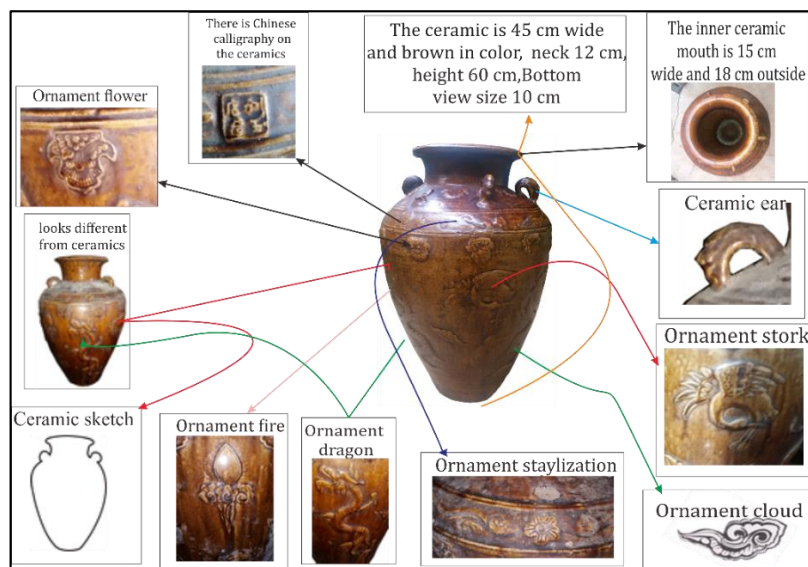 There is Chinese
calligraphy on
the ceramics
The ceramic is 45 cm wide
and brown in color, neck 12 cm,
height 60 cm,Bottom
view size 10 cm
The inner ceramic
mouth is 15 cm
wide and 18 cm outside
Ornament flower
looks different
from ceramics
Ceramic ear
Ornament stork
Ceramic sketch
Ornament fire
Ornament
dragon
Ornament staylization
Ornament cloud